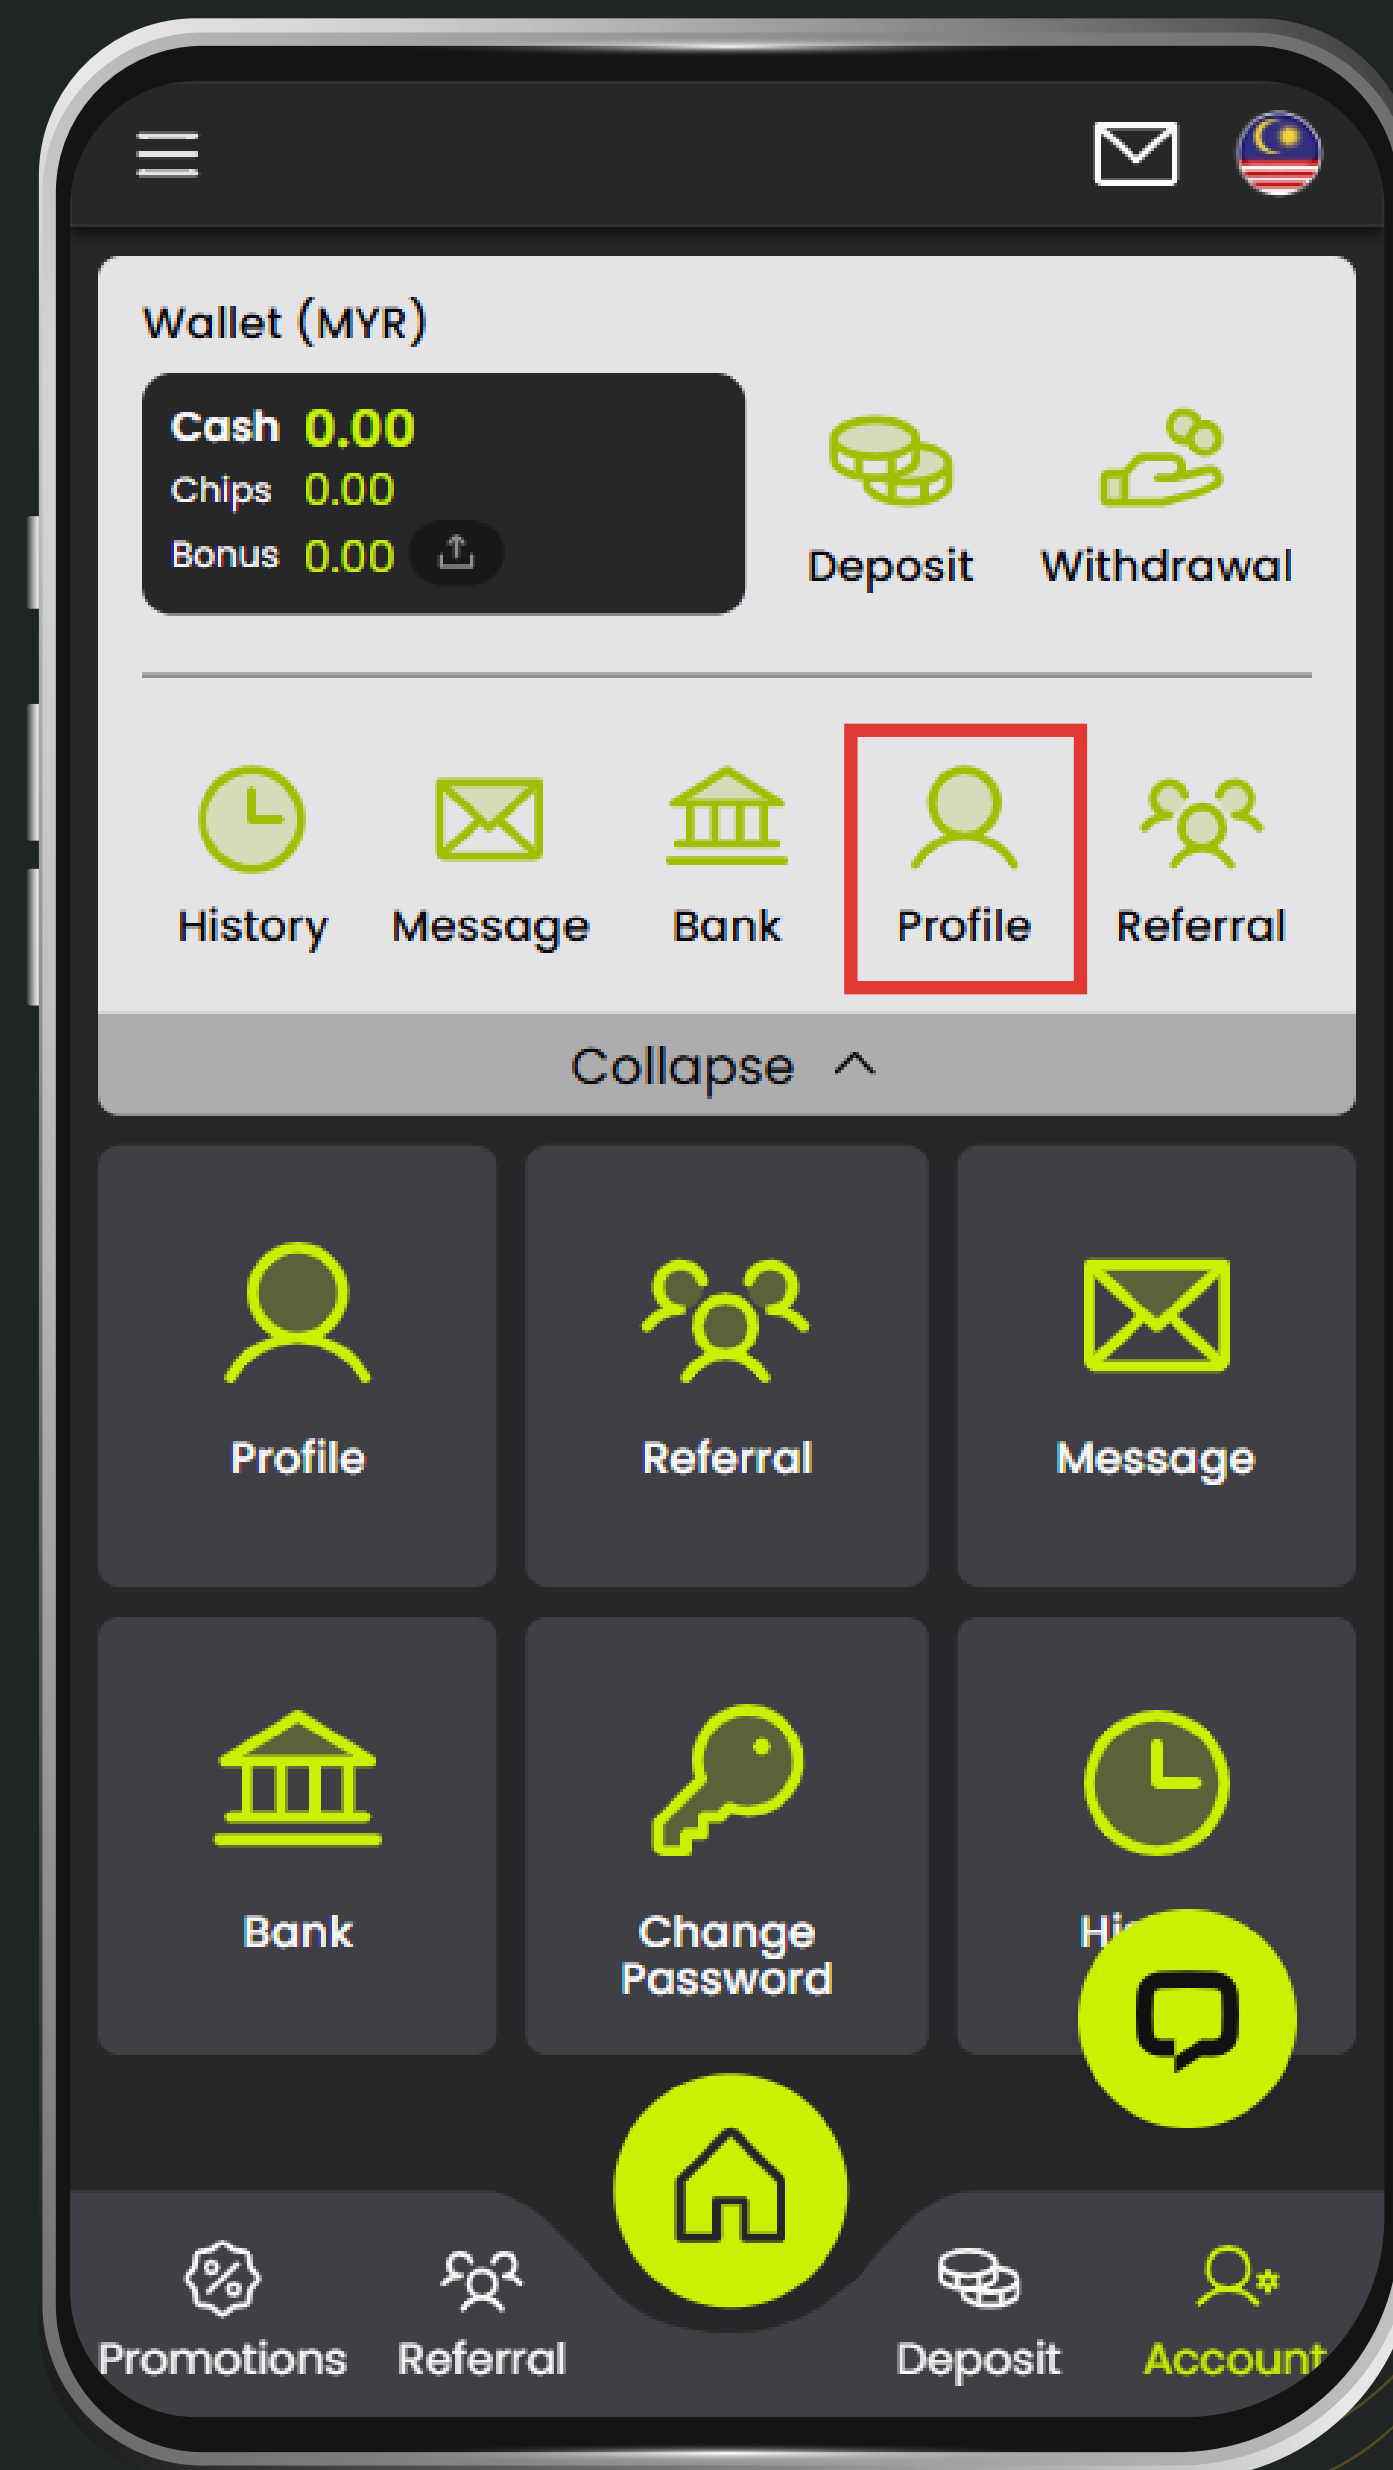 Wallet (MYR)
Cash 0.00
Chips 0.00
Bonus 0.00
Deposit Withdrawal
History Message Bank Profile Referral
Collapse
Profile Referral Message
Bank Change Password
Promotions Referral Deposit Account